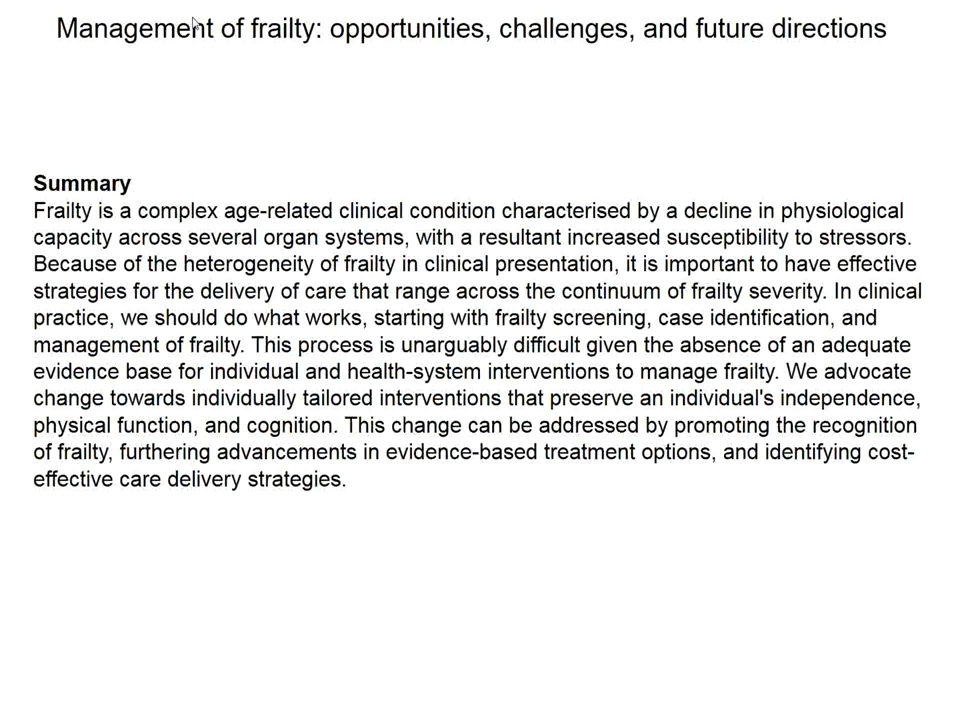 Management of frailty: opportunities, challenges, and future directions
Summary
Frailty is a complex age-related clinical condition characterised by a decline in physiological
capacity across several organ systems, with a resultant increased susceptibility to stressors.
Because of the heterogeneity of frailty in clinical presentation, it is important to have effective
strategies for the delivery of care that range across the continuum of frailty severity. In clinical
practice, we should do what works, starting with frailty screening, case identification, and
management of frailty. This process is unarguably difficult given the absence of an adequate
evidence base for individual and health-system interventions to manage frailty. We advocate
change towards individually tailored interventions that preserve an individual's independence,
physical function, and cognition. This change can be addressed by promoting the recognition
of frailty, furthering advancements in evidence-based treatment options, and identifying cost-
effective care delivery strategies.